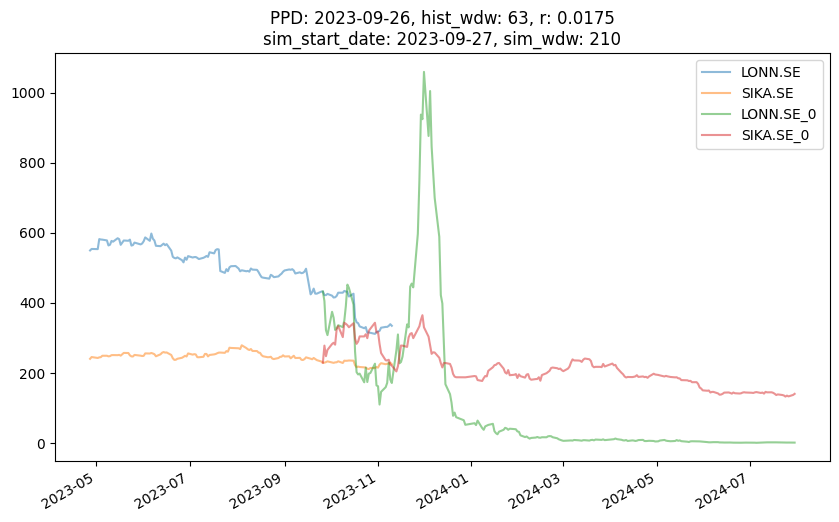 PPD: 2023-09-26, hist_wdw: 63, r: 0.0175
sim_start_date: 2023-09-27, sim_wdw: 210
LONN.SE
SIKA.SE
LONN.SE_0
SIKA.SE_0
1000
800
600
400
200
0
2023-05
2023-07
2023-09
2023-11
2024-01
2024-03
2024-05
2024-07